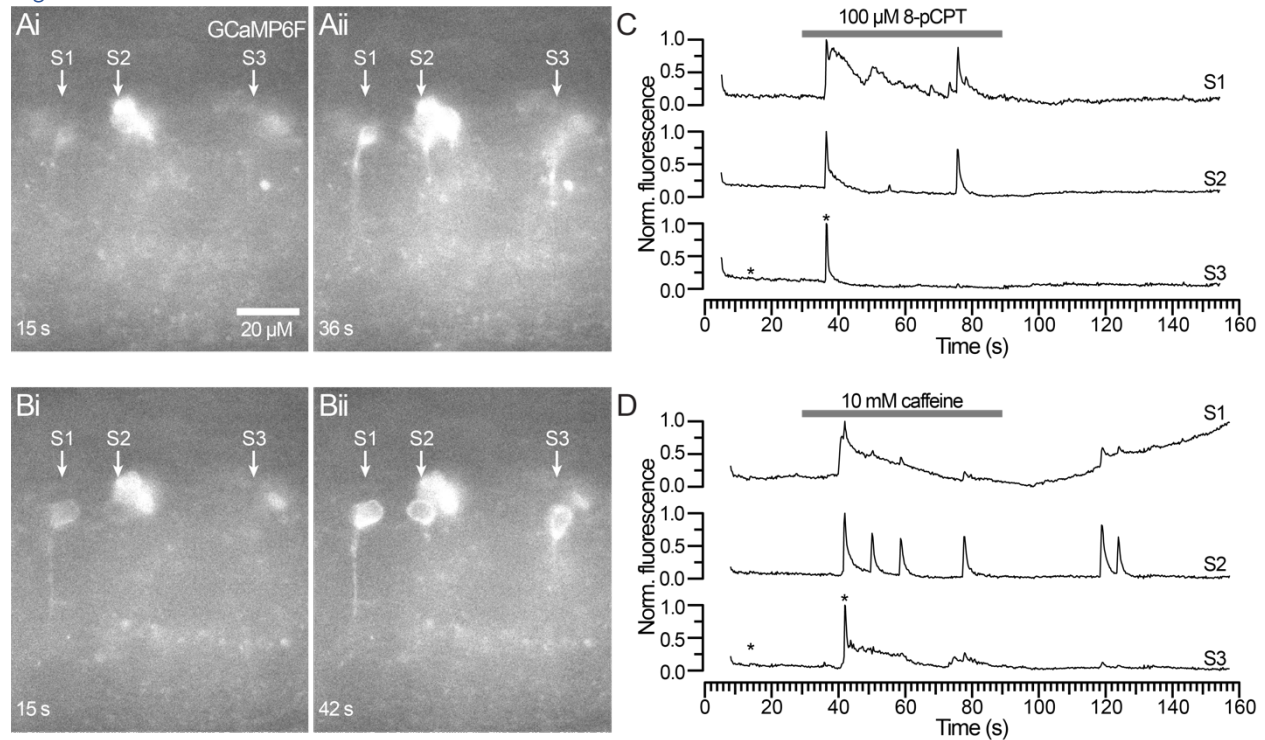 Ai
GCaMP6F
S1
S2
S3
15 s
20 µM
Aii
S1
S2
S3
36 s
C
100 µM 8-pCPT
Norm. fluorescence
1.0
0.5
0.0
S1
1.0
0.5
0.0
S2
*
*
1.0
0.5
0.0
S3
0 20 40 60 80 100 120 140 160
Time (s)
Bi
S1
S2
S3
15 s
Bii
S1
S2
S3
42 s
D
10 mM caffeine
Norm. fluorescence
1.0
0.5
0.0
S1
1.0
0.5
0.0
S2
*
*
1.0
0.5
0.0
S3
0 20 40 60 80 100 120 140 160
Time (s)